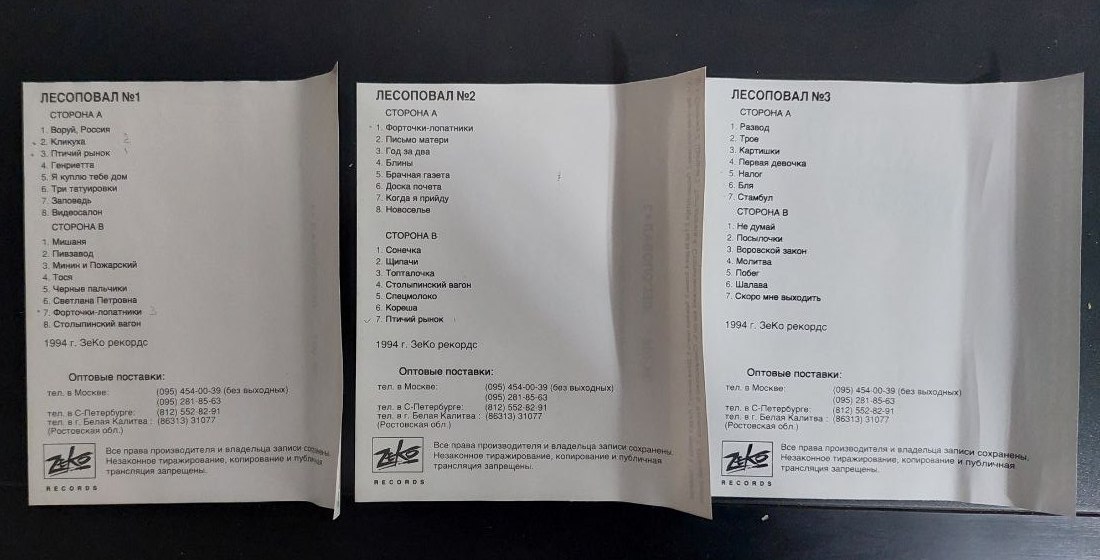 ЛЕСОПОВАЛ №1
СТОРОНА А
1. Воруй, Россия
2. Кликуха
3. Птичий рынок
4. Генриетта
5. Я куплю тебе дом
6. Три татуировки
7. Заповедь
8. Видеосалон
СТОРОНА В
1. Мишаня
2. Пивзавод
3. Минин и Пожарский
4. Тося
5. Черные пальчики
6. Светлана Петровна
7. Форточки-лопатники
8. Столыпинский вагон
1994 г. ЗеКо рекордс
Оптовые поставки:
тел. в Москве: (095) 454-00-39 (без выходных)
(095) 281-85-63
тел. в С-Петербурге: (812) 552-82-91
тел. в г. Белая Калитва : (86313) 31077
(Ростовская обл.)
ZEKO
RECORDS
Все права производителя и владельца записи сохранены.
Незаконное тиражирование, копирование и публичная
трансляция запрещены.
ЛЕСОПОВАЛ №2
СТОРОНА А
1. Форточки-лопатники
2. Письмо матери
3. Год за два
4. Блины
5. Брачная газета
6. Доска почета
7. Когда я прийду
8. Новоселье
СТОРОНА В
1. Сонечка
2. Щипачи
3. Топталочка
4. Столыпинский вагон
5. Спецмолоко
6. Кореша
7. Птичий рынок
1994 г. ЗеКо рекордс
Оптовые поставки:
тел. в Москве: (095) 454-00-39 (без выходных)
(095) 281-85-63
тел. в С-Петербурге: (812) 552-82-91
тел. в г. Белая Калитва : (86313) 31077
(Ростовская обл.)
ZEKO
RECORDS
Все права производителя и владельца записи сохранены.
Незаконное тиражирование, копирование и публичная
трансляция запрещены.
ЛЕСОПОВАЛ №3
СТОРОНА А
1. Развод
2. Трое
3. Картишки
4. Первая девочка
5. Налог
6. Бля
7. Стамбул
СТОРОНА В
1. Не думай
2. Посылочки
3. Воровской закон
4. Молитва
5. Побег
6. Шалава
7. Скоро мне выходить
1994 г. ЗеКо рекордс
Оптовые поставки:
тел. в Москве: (095) 454-00-39 (без выходных)
(095) 281-85-63
тел. в С-Петербурге: (812) 552-82-91
тел. в г. Белая Калитва : (86313) 31077
(Ростовская обл.)
ZEKO
RECORDS
Все права производителя и владельца записи сохранены.
Незаконное тиражирование, копирование и публичная
трансляция запрещены.